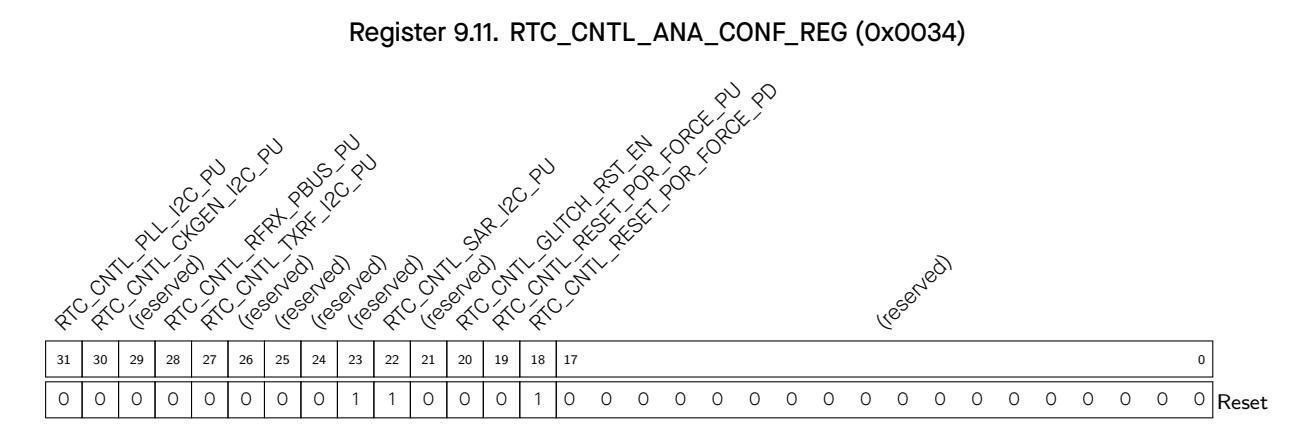 Register 9.11. RTC_CNTL_ANA_CONF_REG (0x0034)
RTC_CNTL_PLL_I2C_PU
RTC_CNTL_CKGEN_I2C_PU
(reserved)
RTC_CNTL_RFRX_PBUS_PU
RTC_CNTL_TXRF_I2C_PU
(reserved)
(reserved)
(reserved)
(reserved)
RTC_CNTL_SAR_I2C_PU
(reserved)
RTC_CNTL_GLITCH_RST_EN
RTC_CNTL_RESET_POR_FORCE_PU
RTC_CNTL_RESET_POR_FORCE_PD
(reserved)
31 30 29 28 27 26 25 24 23 22 21 20 19 18 17 0
0 0 0 0 0 0 0 0 1 1 0 0 0 1 0 0 0 0 0 0 0 0 0 0 0 0 0 0 0 0 0 0 Reset